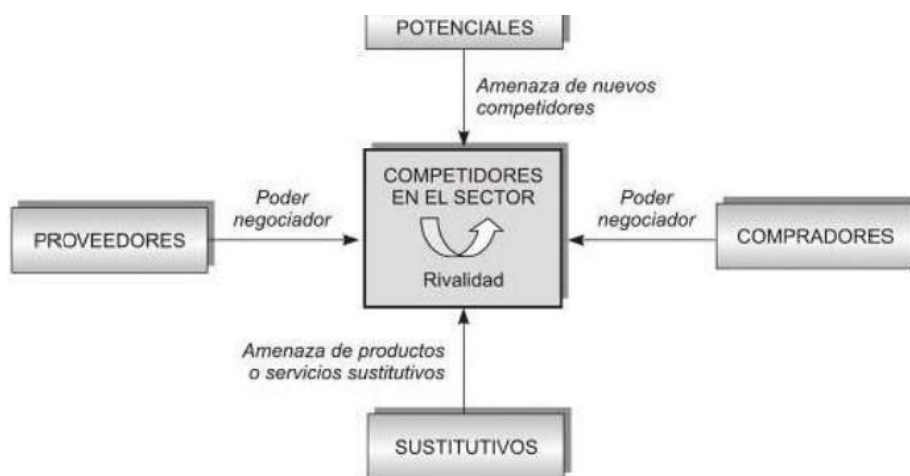 POTENCIALES
Amenaza de nuevos
competidores
COMPETIDORES
EN EL SECTOR
Rivalidad
Poder
negociador
PROVEEDORES
Poder
negociador
COMPRADORES
Amenaza de productos
o servicios sustitutivos
SUSTITUTIVOS